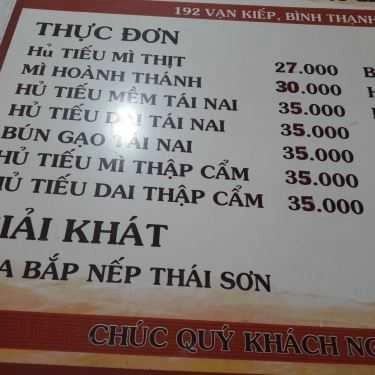 192 VẠN KIẾP, BÌNH THẠNH
THỰC ĐƠN
HỦ TIẾU MÌ THỊT 27.000
MÌ HOÀNH THÁNH 30.000
HỦ TIẾU MỀM TÁI NAI 35.000
HỦ TIẾU DAI TÁI NAI 35.000
BÚN GẠO TÁI NAI 35.000
HỦ TIẾU MÌ THẬP CẨM 35.000
HỦ TIẾU DAI THẬP CẨM 35.000
GIẢI KHÁT
BẮP NẾP THÁI SƠN
CHÚC QUÝ KHÁCH